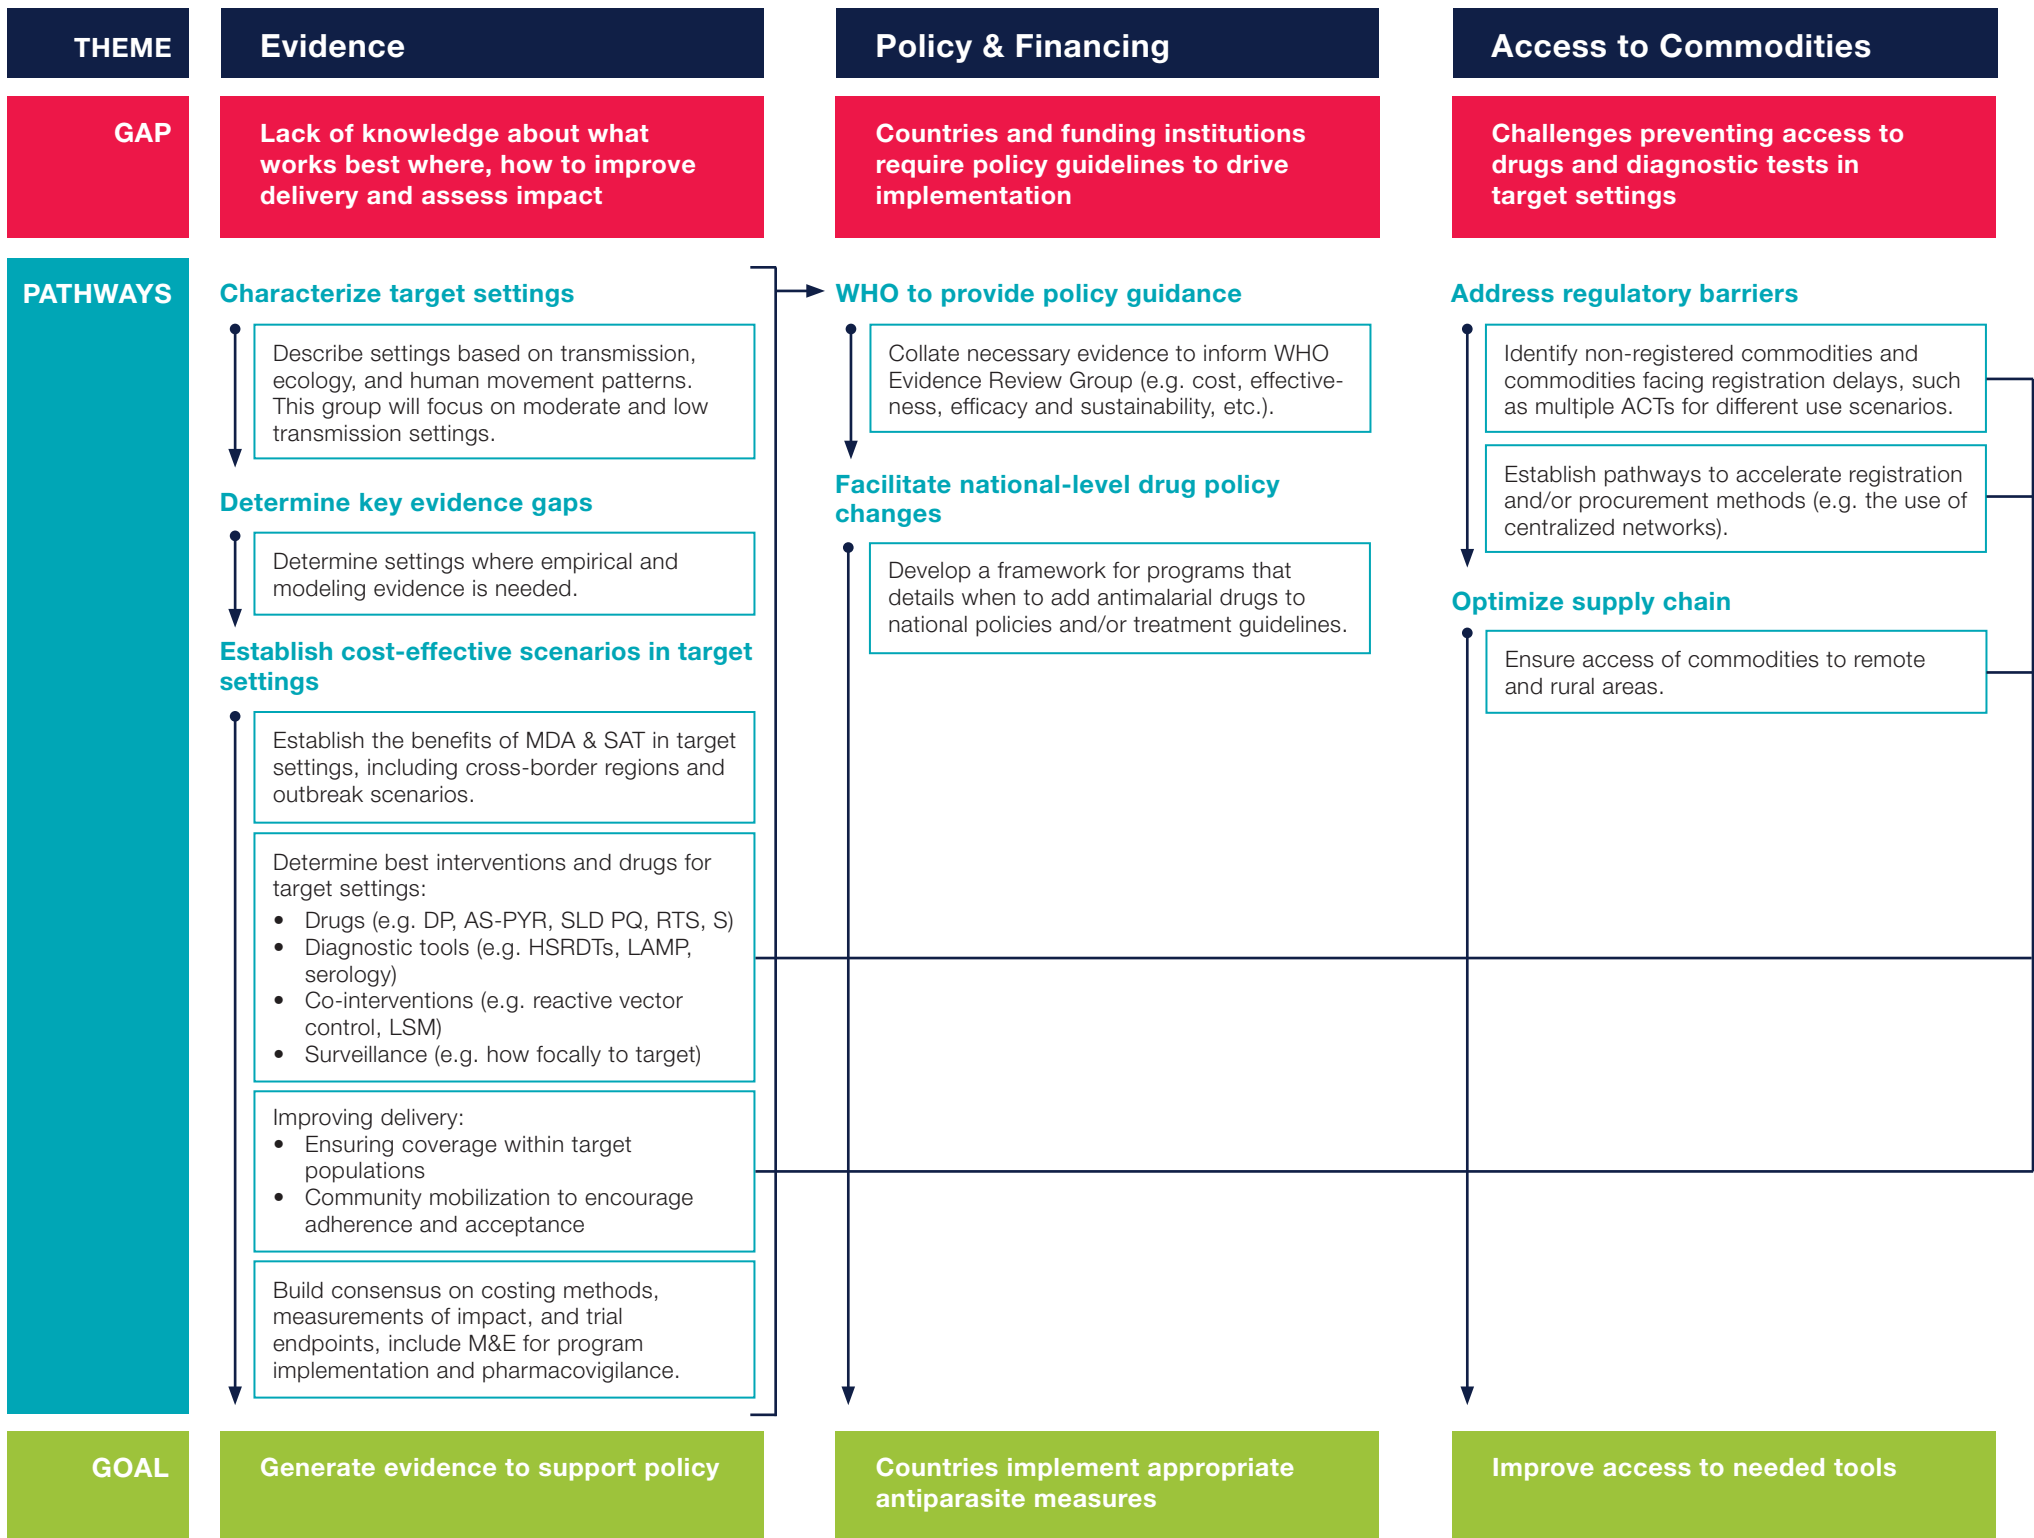 THEME
Evidence
Policy & Financing
Access to Commodities
GAP
Lack of knowledge about what
works best where, how to improve
delivery and assess impact
Countries and funding institutions
require policy guidelines to drive
implementation
Challenges preventing access to
drugs and diagnostic tests in
target settings
PATHWAYS
Characterize target settings
Describe settings based on transmission,
ecology, and human movement patterns.
This group will focus on moderate and low
transmission settings.
Determine key evidence gaps
Determine settings where empirical and
modeling evidence is needed.
Establish cost-effective scenarios in target
settings
Establish the benefits of MDA & SAT in target
settings, including cross-border regions and
outbreak scenarios.
Determine best interventions and drugs for
target settings:
• Drugs (e.g. DP, AS-PYR, SLD PQ, RTS, S)
• Diagnostic tools (e.g. HSRDTs, LAMP,
serology)
• Co-interventions (e.g. reactive vector
control, LSM)
• Surveillance (e.g. how focally to target)
Improving delivery:
• Ensuring coverage within target
populations
• Community mobilization to encourage
adherence and acceptance
Build consensus on costing methods,
measurements of impact, and trial
endpoints, include M&E for program
implementation and pharmacovigilance.
WHO to provide policy guidance
Collate necessary evidence to inform WHO
Evidence Review Group (e.g. cost, effective-
ness, efficacy and sustainability, etc.).
Facilitate national-level drug policy
changes
Develop a framework for programs that
details when to add antimalarial drugs to
national policies and/or treatment guidelines.
Address regulatory barriers
Identify non-registered commodities and
commodities facing registration delays, such
as multiple ACTs for different use scenarios.
Establish pathways to accelerate registration
and/or procurement methods (e.g. the use of
centralized networks).
Optimize supply chain
Ensure access of commodities to remote
and rural areas.
GOAL
Generate evidence to support policy
Countries implement appropriate
antiparasite measures
Improve access to needed tools